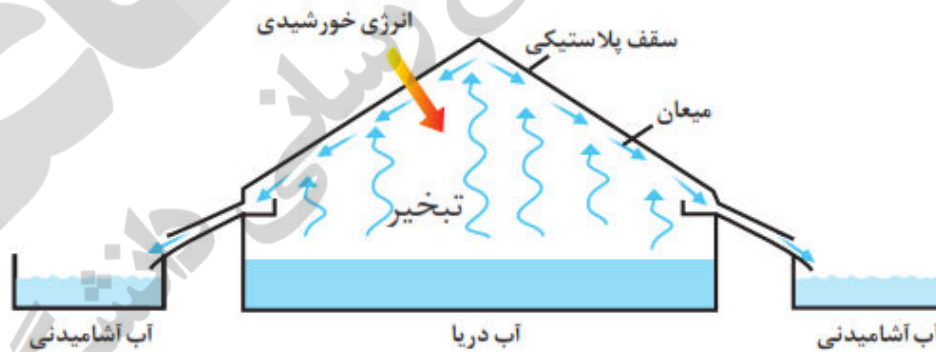 انرژی خورشیدی
سقف پلاستیکی
میعان
تبخیر
آب آشامیدنی
آب دریا
آب آشامیدنی